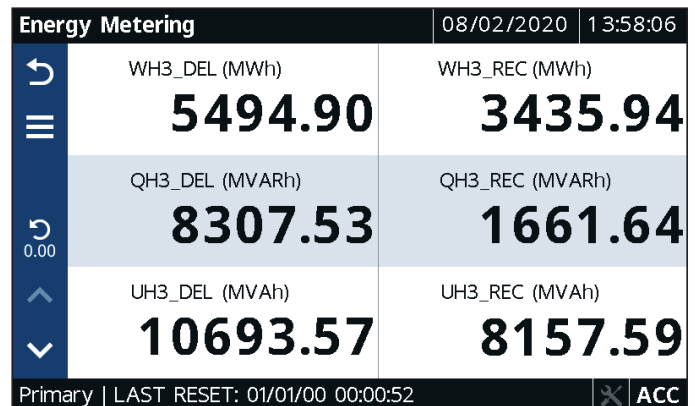 Energy Metering 08/02/2020 13:58:06
WH3_DEL (MWh) WH3_REC (MWh)
5494.90 3435.94
QH3_DEL (MVARh) QH3_REC (MVARh)
8307.53 1661.64
0.00
UH3_DEL (MVAh) UH3_REC (MVAh)
10693.57 8157.59
Primary | LAST RESET: 01/01/00 00:00:52 ACC